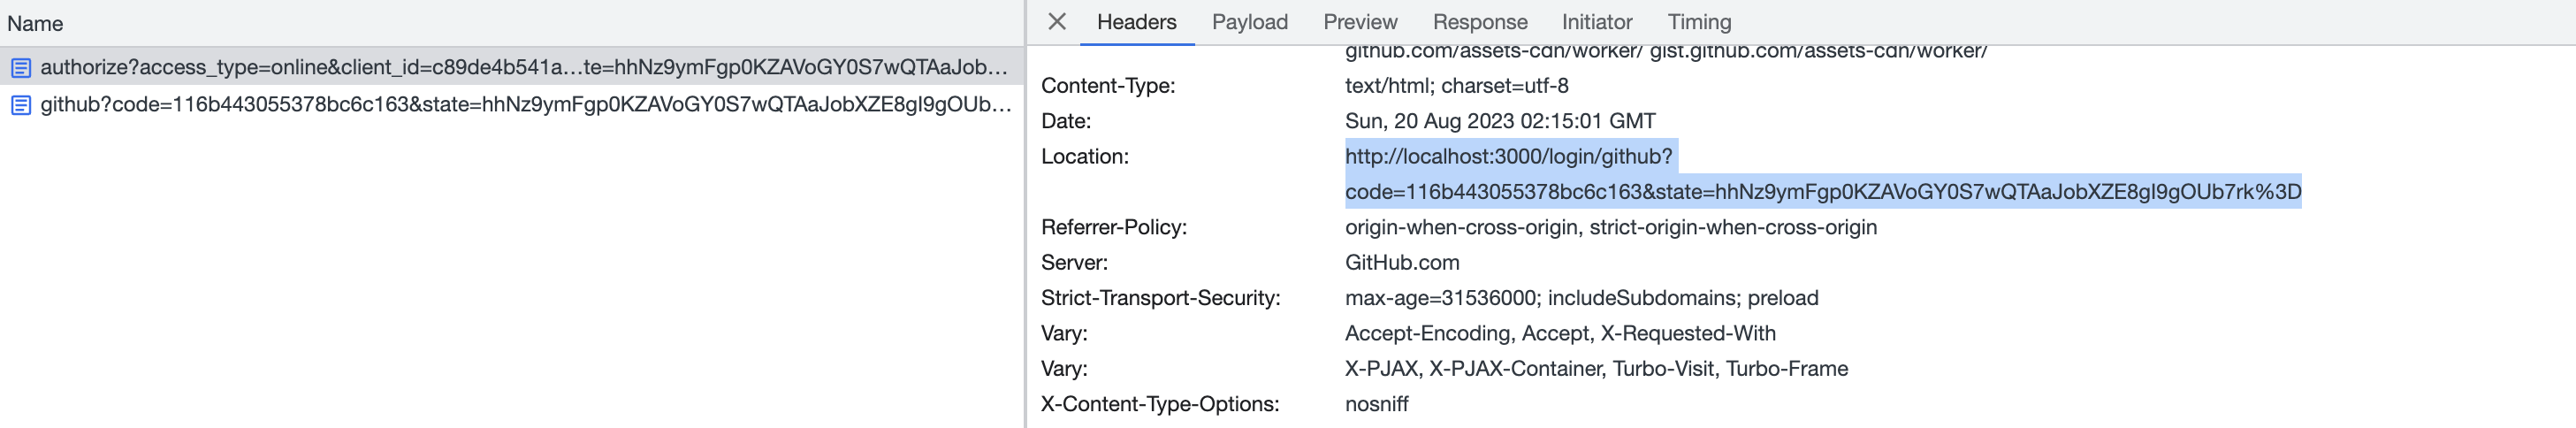 Name
authorize?access_type=online&client_id=c89de4b541a…te=hhNz9ymFgp0KZAVoGY0S7wQTAaJob…
github?code=116b443055378bc6c163&state=hhNz9ymFgp0KZAVoGY0S7wQTAaJobXZE8gl9gOUb…
Headers Payload Preview Response Initiator Timing
github.com/assets-cdn/worker/ gist.github.com/assets-cdn/worker/
Content-Type: text/html; charset=utf-8
Date: Sun, 20 Aug 2023 02:15:01 GMT
Location: http://localhost:3000/login/github?
code=116b443055378bc6c163&state=hhNz9ymFgp0KZAVoGY0S7wQTAaJobXZE8gl9gOUb7rk%3D
Referrer-Policy: origin-when-cross-origin, strict-origin-when-cross-origin
Server: GitHub.com
Strict-Transport-Security: max-age=31536000; includeSubdomains; preload
Vary: Accept-Encoding, Accept, X-Requested-With
Vary: X-PJAX, X-PJAX-Container, Turbo-Visit, Turbo-Frame
X-Content-Type-Options: nosniff